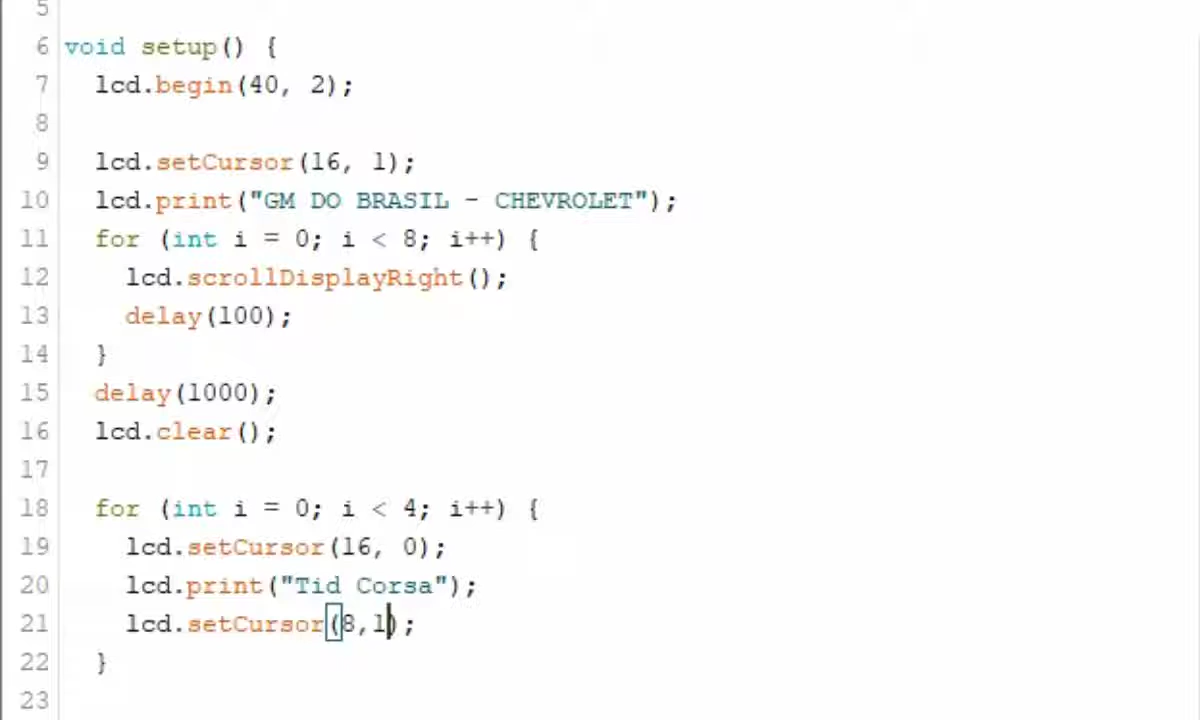 5
6 void setup() {
7 lcd.begin(40, 2);
8
9 lcd.setCursor(16, 1);
10 lcd.print("GM DO BRASIL - CHEVROLET");
11 for (int i = 0; i < 8; i++) {
12 lcd.scrollDisplayRight();
13 delay(100);
14 }
15 delay(1000);
16 lcd.clear();
17
18 for (int i = 0; i < 4; i++) {
19 lcd.setCursor(16, 0);
20 lcd.print("Tid Corsa");
21 lcd.setCursor(8,1);
22 }
23